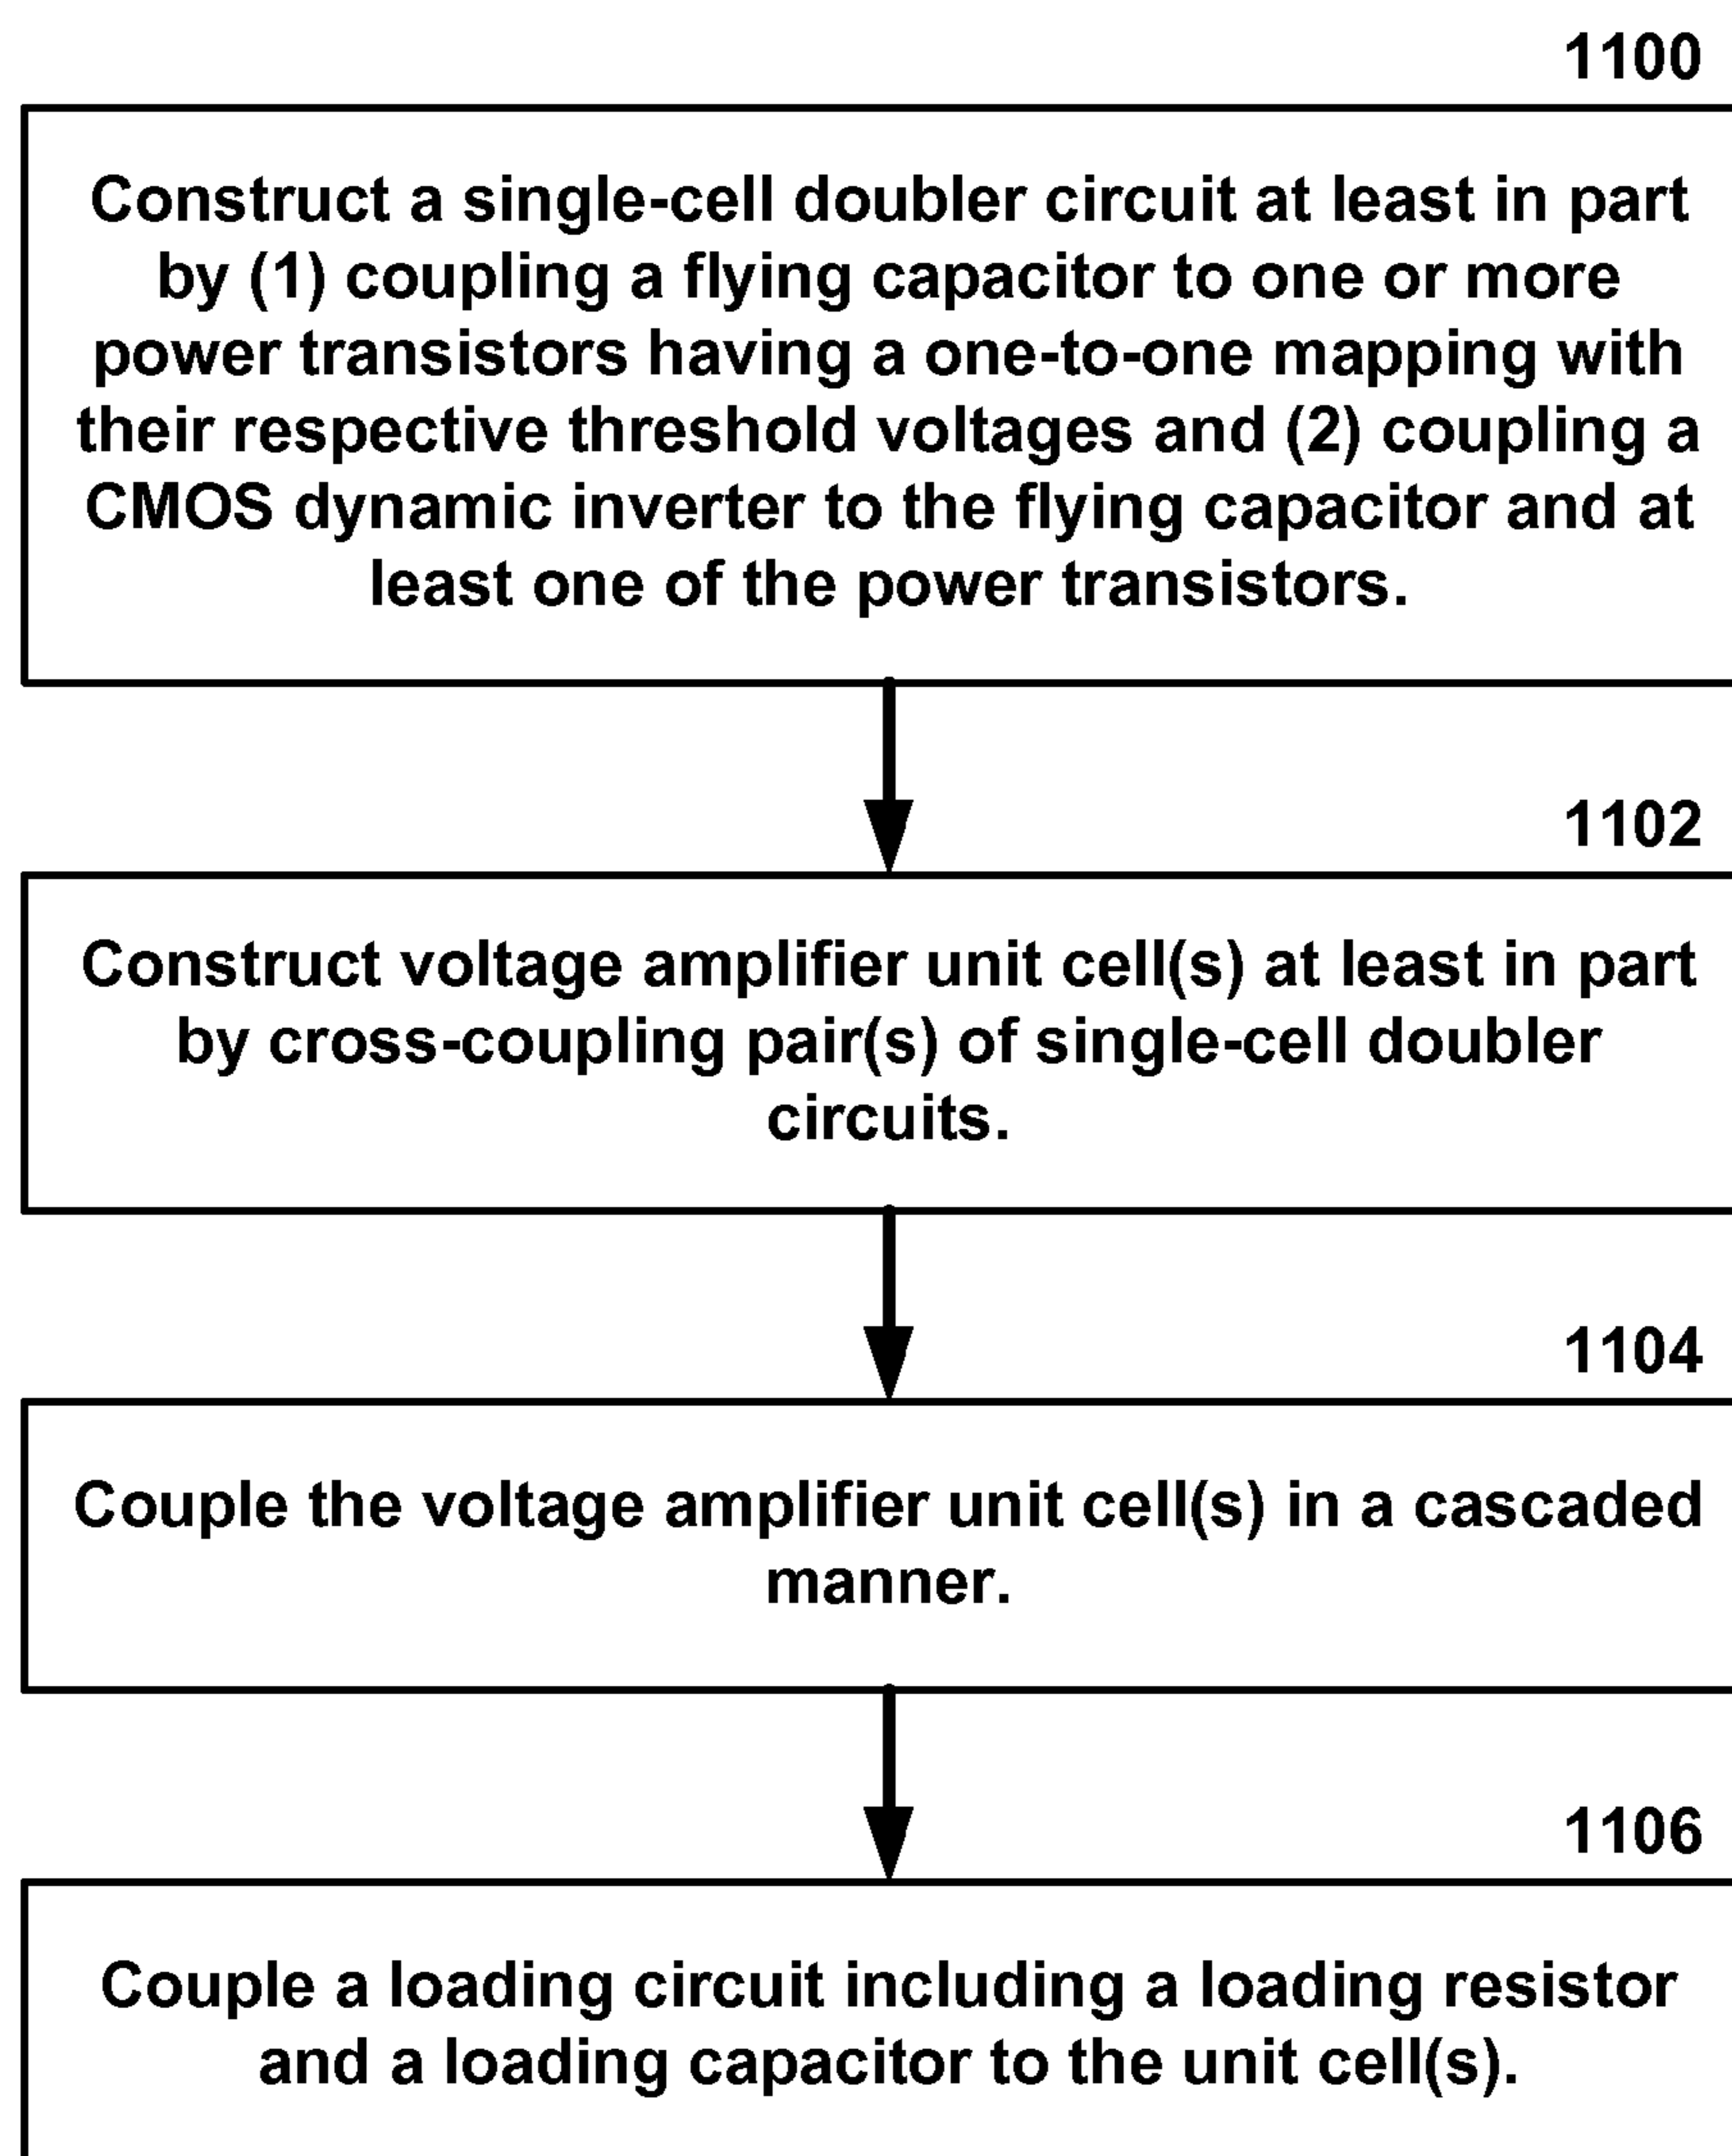 1100
Construct a single-cell doubler circuit at least in part
by (1) coupling a flying capacitor to one or more
power transistors having a one-to-one mapping with
their respective threshold voltages and (2) coupling a
CMOS dynamic inverter to the flying capacitor and at
least one of the power transistors.
1102
Construct voltage amplifier unit cell(s) at least in part
by cross-coupling pair(s) of single-cell doubler
circuits.
1104
Couple the voltage amplifier unit cell(s) in a cascaded
manner.
1106
Couple a loading circuit including a loading resistor
and a loading capacitor to the unit cell(s).